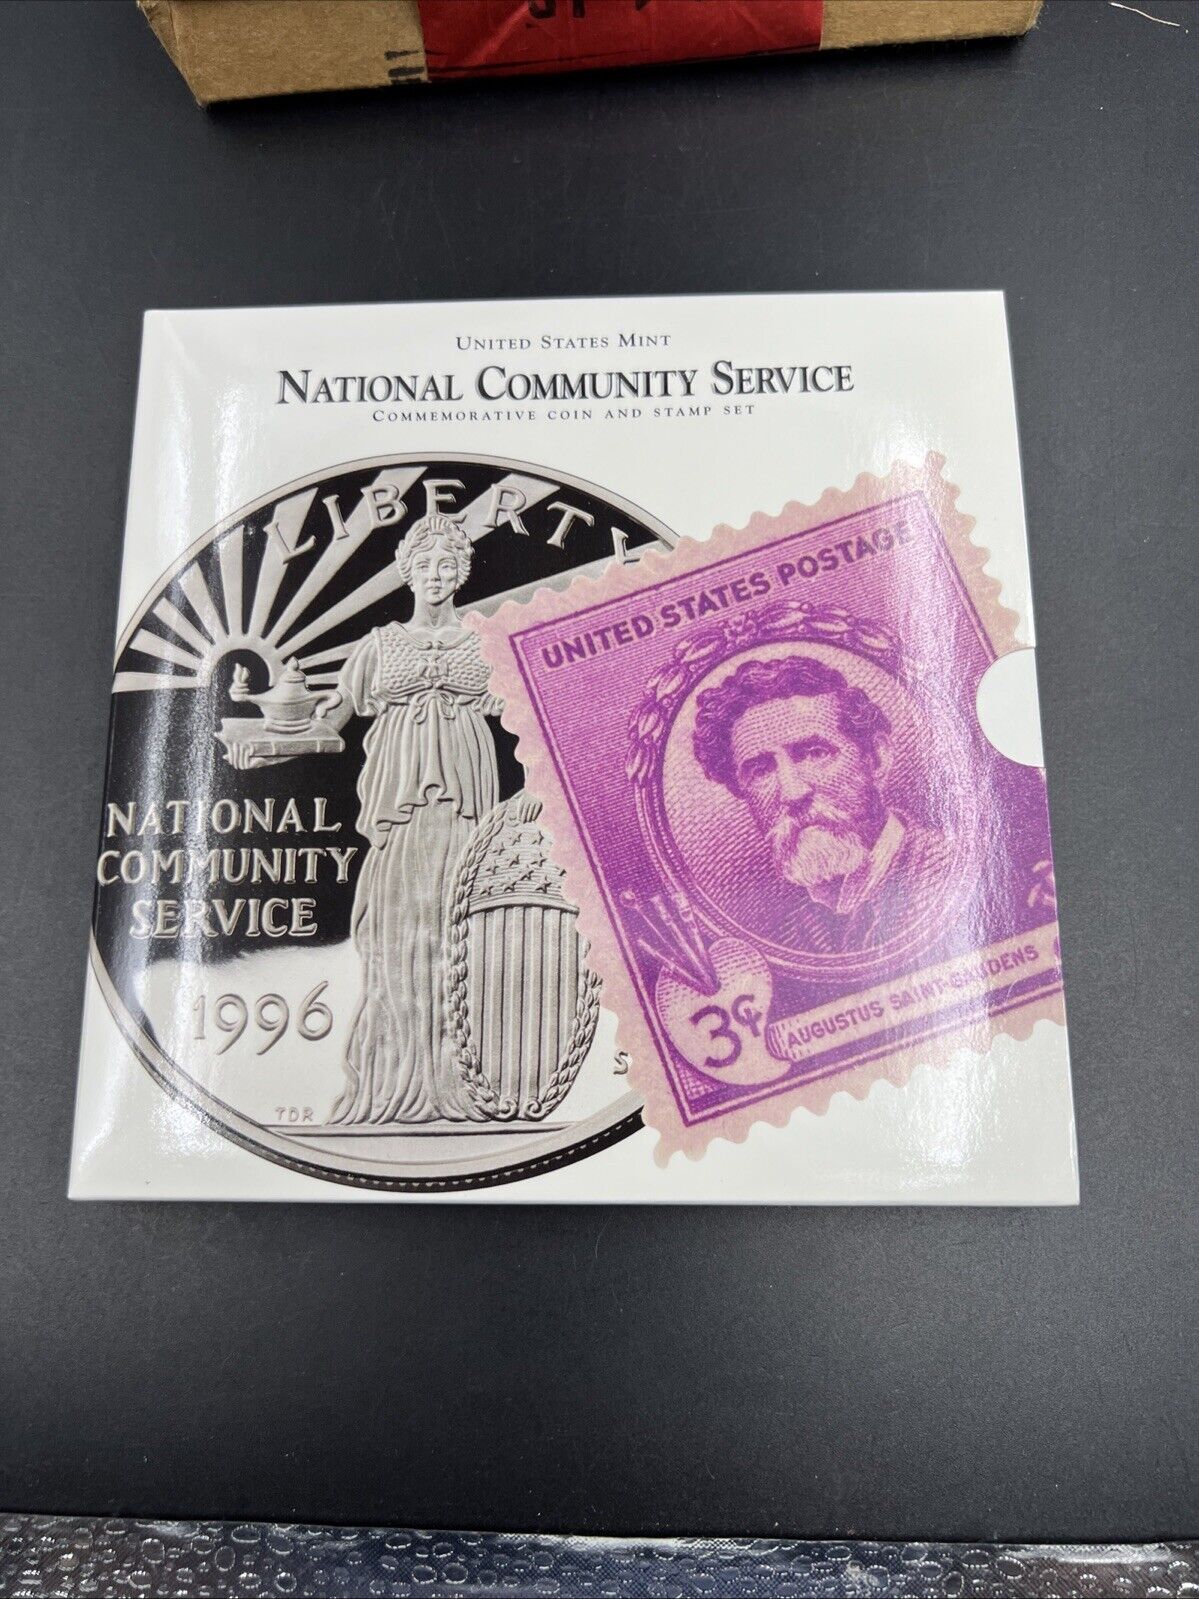 UNITED STATES MINT
NATIONAL COMMUNITY SERVICE
COMMEMORATIVE COIN AND STAMP SET
LIBERTY
NATIONAL
COMMUNITY
SERVICE
1996
S
TDR
UNITED STATES POSTAGE
3¢
AUGUSTUS SAINT-GAUDENS